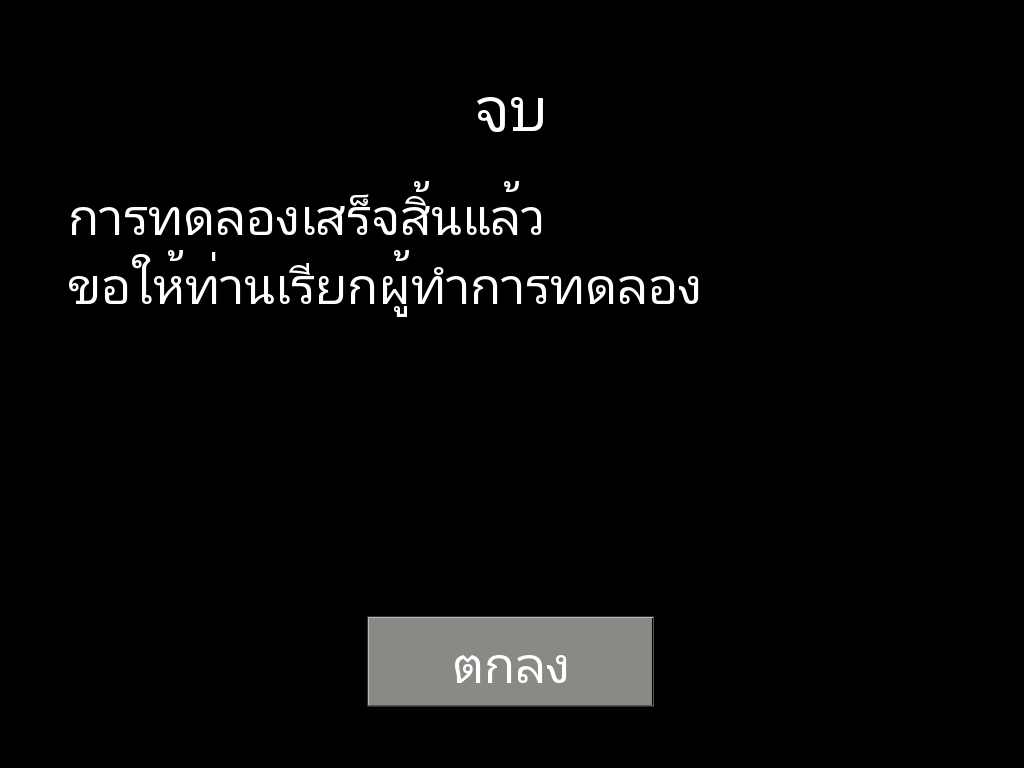 จบ
การทดลองเสร็จสิ้นแล้ว
ขอให้ท่านเรียกผู้ทำการทดลอง
ตกลง